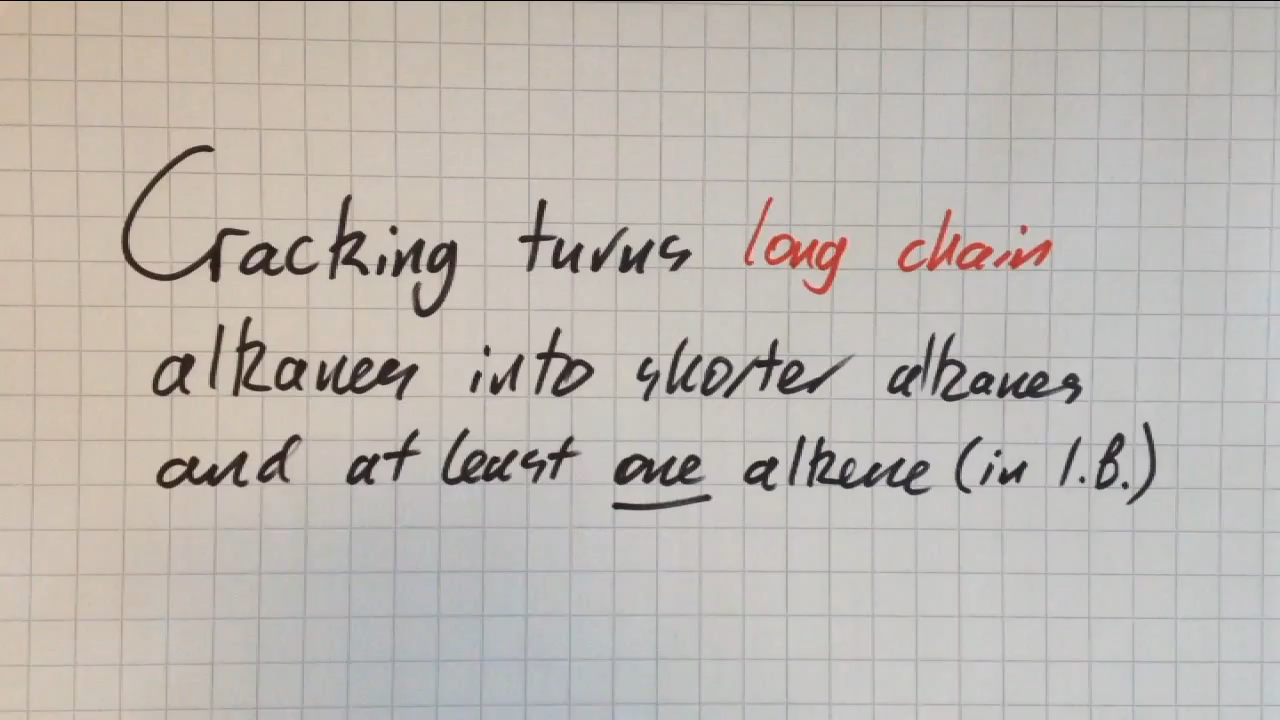 Cracking turns long chain
alkanes into shorter alkanes
and at least one alkene (in I.B.)